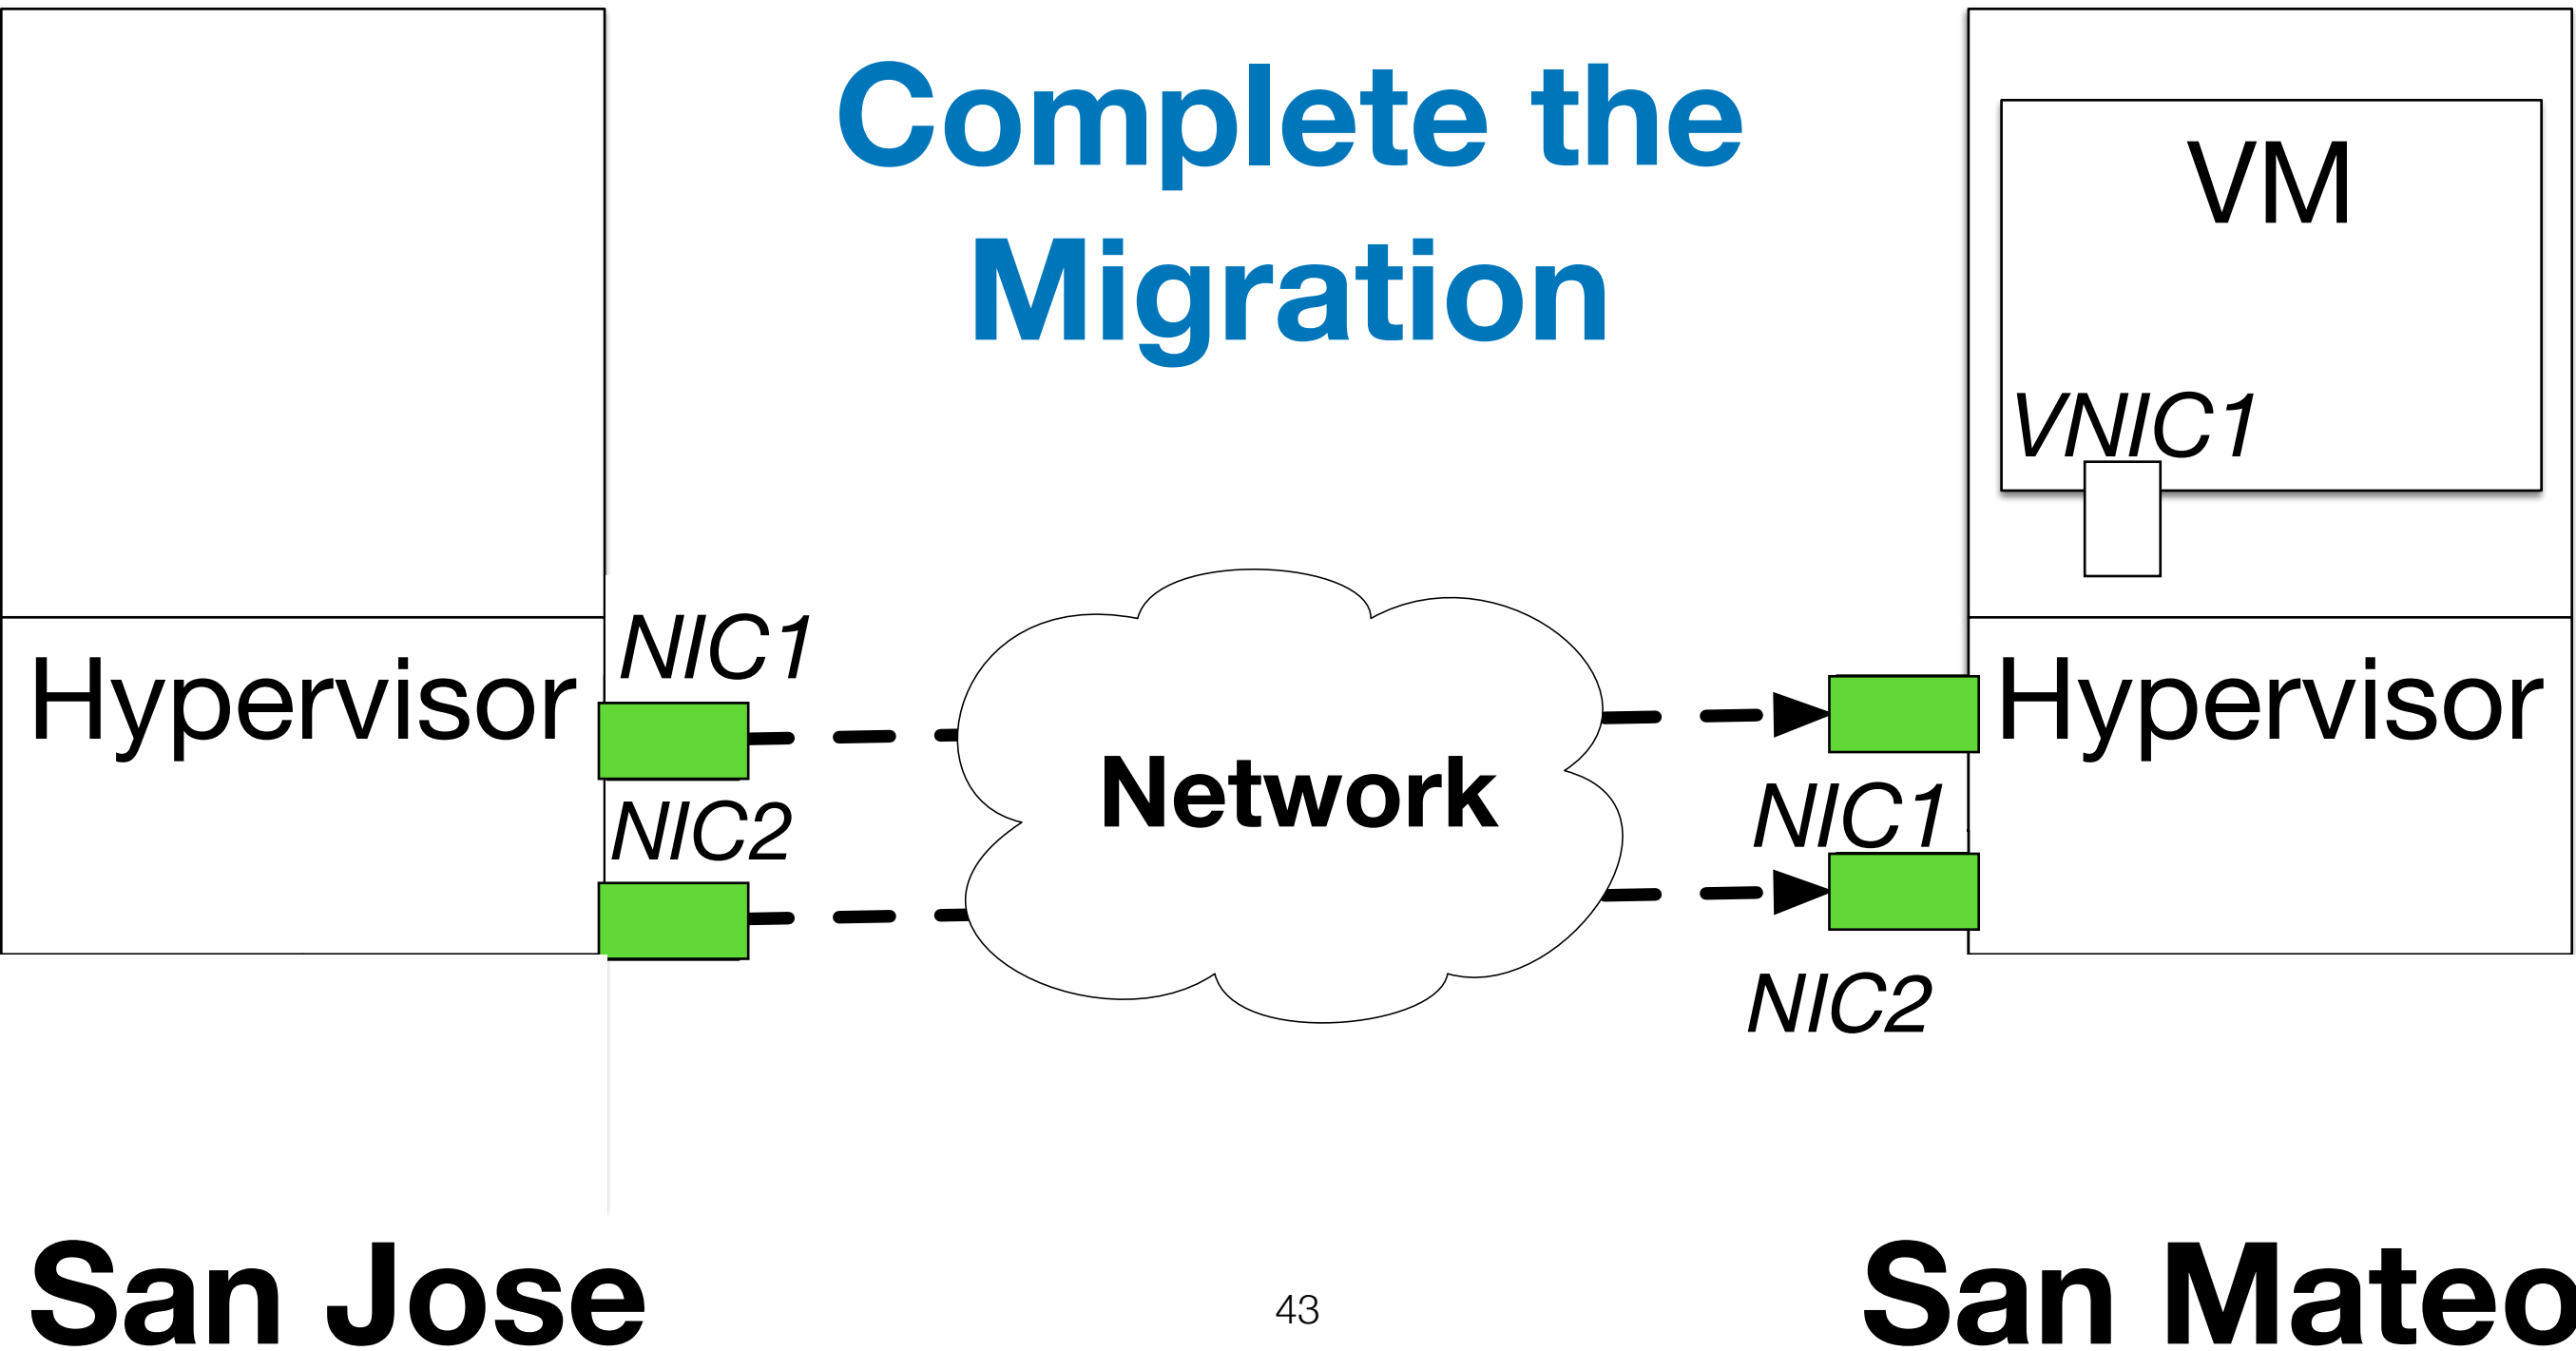 Complete the
Migration
VM
VNIC1
Hypervisor
NIC1
NIC2
Network
Hypervisor
NIC1
NIC2
San Jose
43
San Mateo